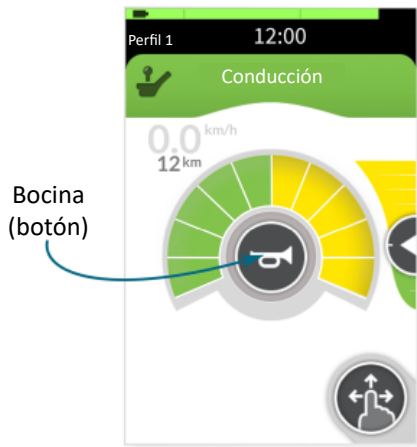 Perfil 1
12:00
Conducción
0.0 km/h
12 km
Bocina
(botón)